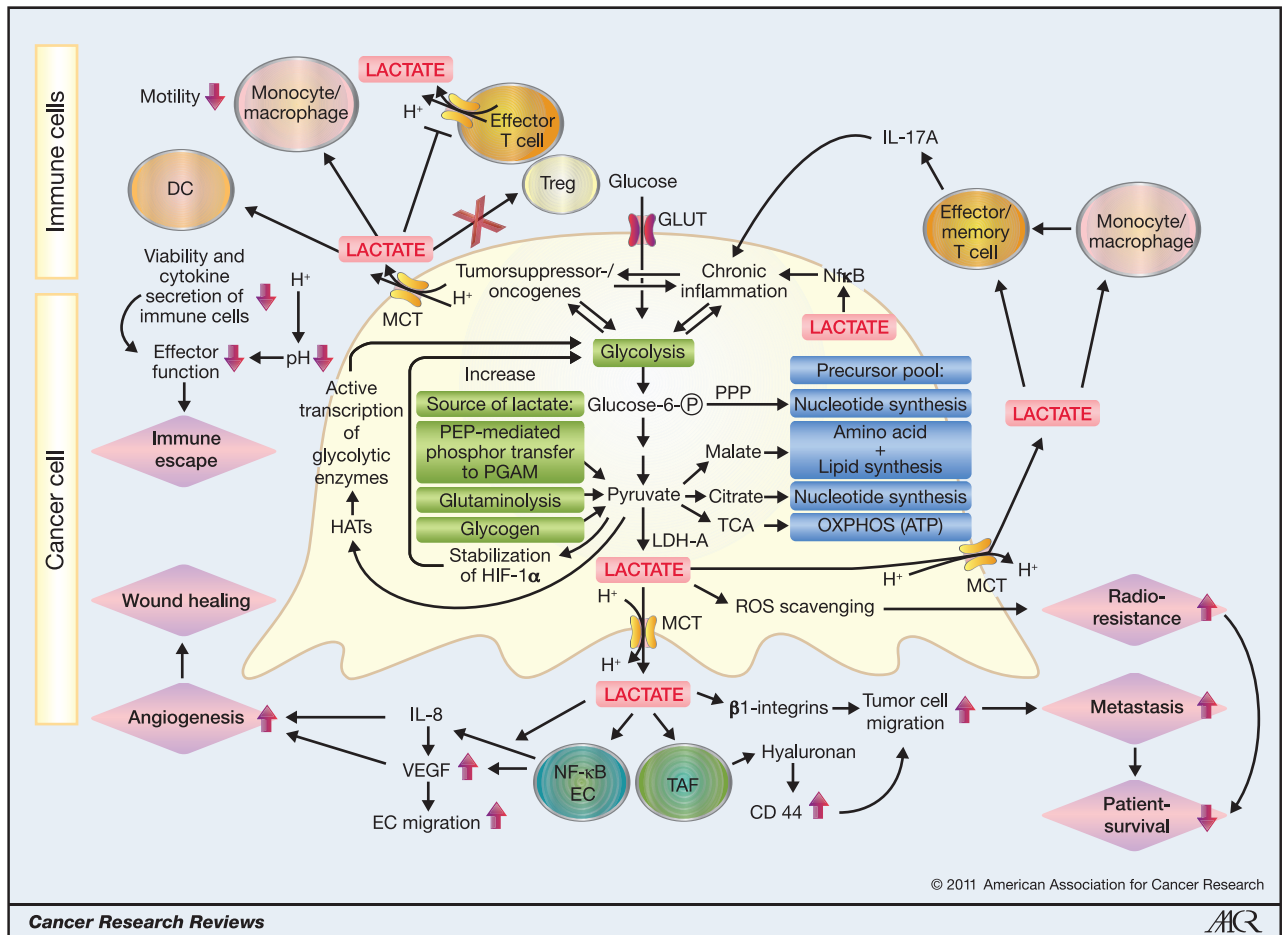 Immune cells
Cancer cell
LACTATE
Motility
Monocyte/
macrophage
H+
Effector
T cell
DC
Treg
Glucose
GLUT
LACTATE
IL-17A
Effector/
memory
T cell
Monocyte/
macrophage
Viability and
cytokine
secretion of
immune cells
H+
MCT
H+
Tumorsuppressor-/
oncogenes
Chronic
inflammation
NfκB
LACTATE
Effector
function
pH
Immune
escape
Active
transcription
of
glycolytic
enzymes
HATs
Increase
Glycolysis
Source of lactate:
PEP-mediated
phosphor transfer
to PGAM
Glutaminolysis
Glycogen
Stabilization
of HIF-1α
Glucose-6-P
PPP
Pyruvate
Malate
Citrate
TCA
LDH-A
Precursor pool:
Nucleotide synthesis
Amino acid
+
Lipid synthesis
Nucleotide synthesis
OXPHOS (ATP)
LACTATE
LACTATE
H+
MCT
H+
H+
MCT
H+
ROS scavenging
Radio-
resistance
Wound healing
Angiogenesis
LACTATE
IL-8
VEGF
EC migration
NF-κB
EC
TAF
β1-integrins
Tumor cell
migration
Hyaluronan
CD 44
Metastasis
Patient-
survival
© 2011 American Association for Cancer Research
Cancer Research Reviews
AACR